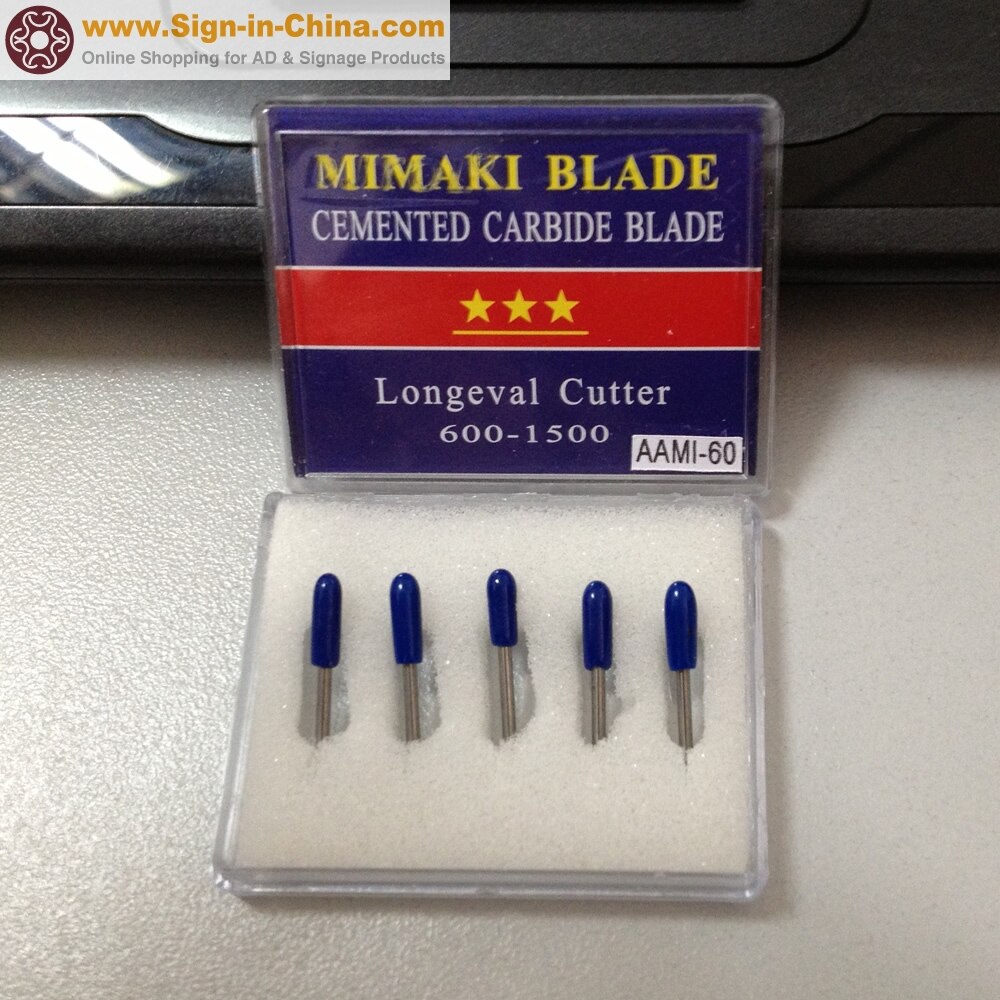 www.Sign-in-China.com
Online Shopping for AD & Signage Products
MIMAKI BLADE
CEMENTED CARBIDE BLADE
Longeval Cutter
600-1500
AAMI-60